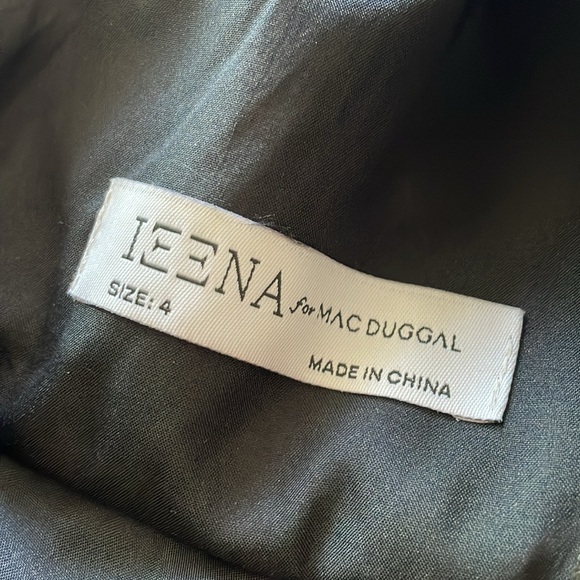 IEENA for MAC DUGGAL
SIZE: 4
MADE IN CHINA